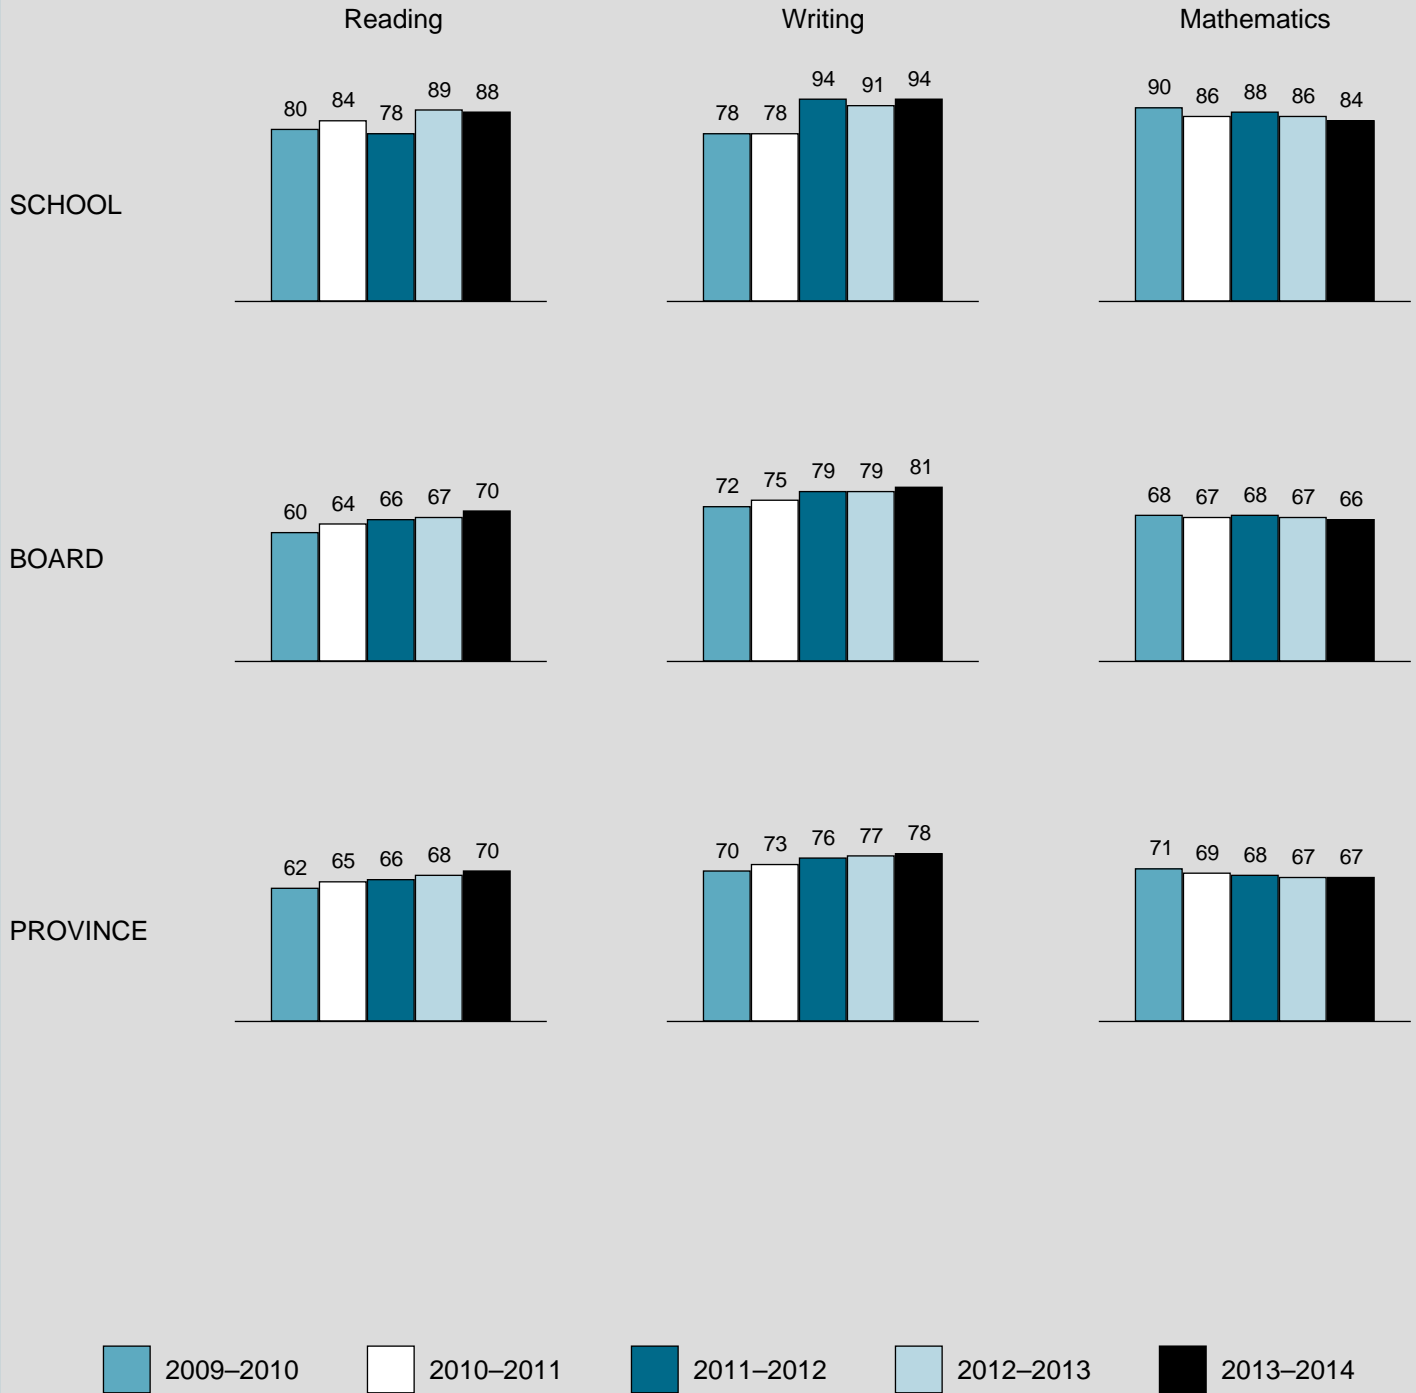 Reading Writing Mathematics
80 84 78 89 88 78 78 94 91 94 90 86 88 86 84
SCHOOL
60 64 66 67 70 72 75 79 79 81 68 67 68 67 66
BOARD
62 65 66 68 70 70 73 76 77 78 71 69 68 67 67
PROVINCE
2009–2010 2010–2011 2011–2012 2012–2013 2013–2014